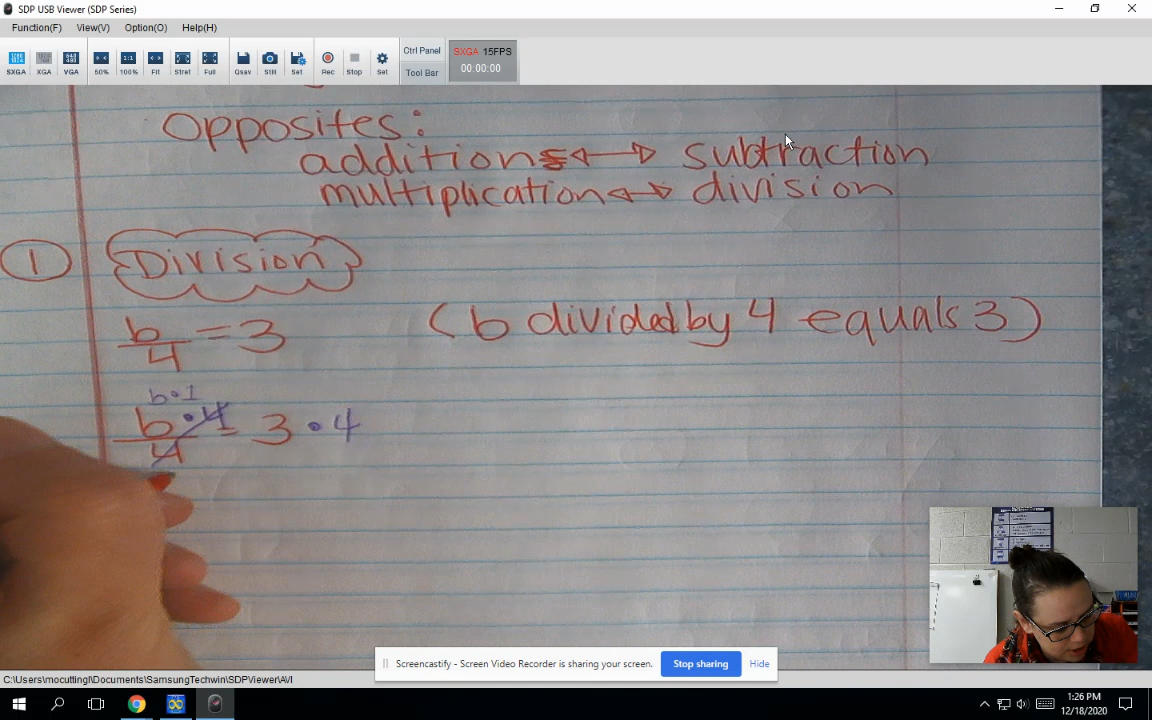 SDP USB Viewer (SDP Series)
Function(F) View(V) Option(O) Help(H)
SXGA XGA VGA 50% 100% Fit Stret Full Qsav Still Set Rec Stop Set
Ctrl Panel
Tool Bar
SXGA 15FPS
00:00:00
Opposites:
additions ↔ subtraction
multiplication ↔ division
1 Division
b/4 = 3 (b divided by 4 equals 3)
b•1
b•4/4 = 3 • 4
Screencastify - Screen Video Recorder is sharing your screen. Stop sharing Hide
C:\Users\mocuttingl\Documents\SamsungTechwin\SDPViewer\AVI
1:26 PM
12/18/2020